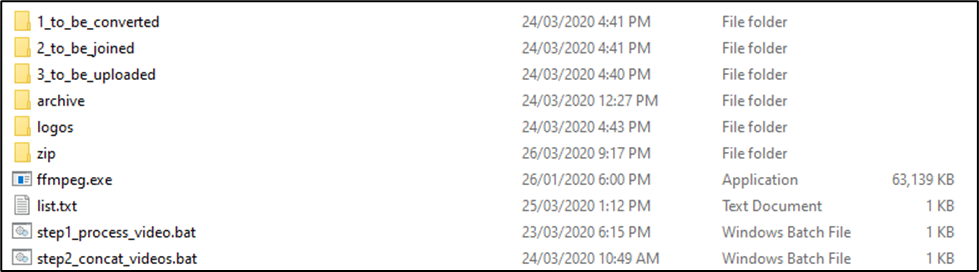 1_to_be_converted 24/03/2020 4:41 PM File folder
2_to_be_joined 24/03/2020 4:41 PM File folder
3_to_be_uploaded 24/03/2020 4:40 PM File folder
archive 24/03/2020 12:27 PM File folder
logos 24/03/2020 4:43 PM File folder
zip 26/03/2020 9:17 PM File folder
ffmpeg.exe 26/01/2020 6:00 PM Application 63,139 KB
list.txt 25/03/2020 1:12 PM Text Document 1 KB
step1_process_video.bat 23/03/2020 6:15 PM Windows Batch File 1 KB
step2_concat_videos.bat 24/03/2020 10:49 AM Windows Batch File 1 KB